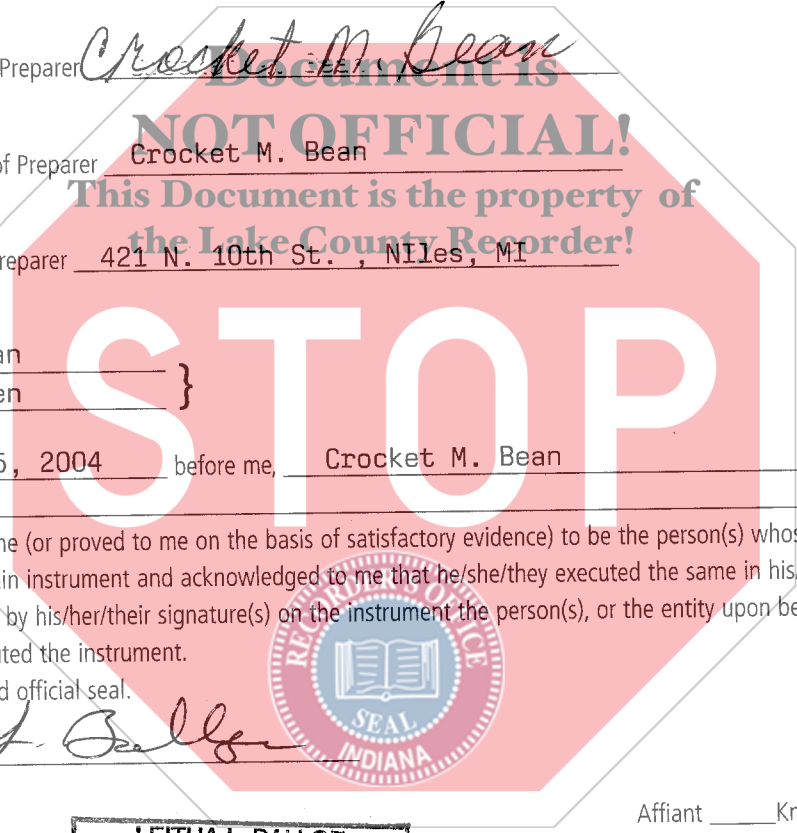 Preparer Crocket M. Bean
Document is
NOT OFFICIAL!
of Preparer Crocket M. Bean
This Document is the property of
the Lake County Recorder!
reparer 421 N. 10th St. , NIles, MI
STOP
an
en
5, 2004 before me, Crocket M. Bean
ne (or proved to me on the basis of satisfactory evidence) to be the person(s) whos
in instrument and acknowledged to me that he/she/they executed the same in his/
by his/her/their signature(s) on the instrument the person(s), or the entity upon be
uted the instrument.
d official seal.
RECORDER'S OFFICE
SEAL
INDIANA
Affiant _____Kr